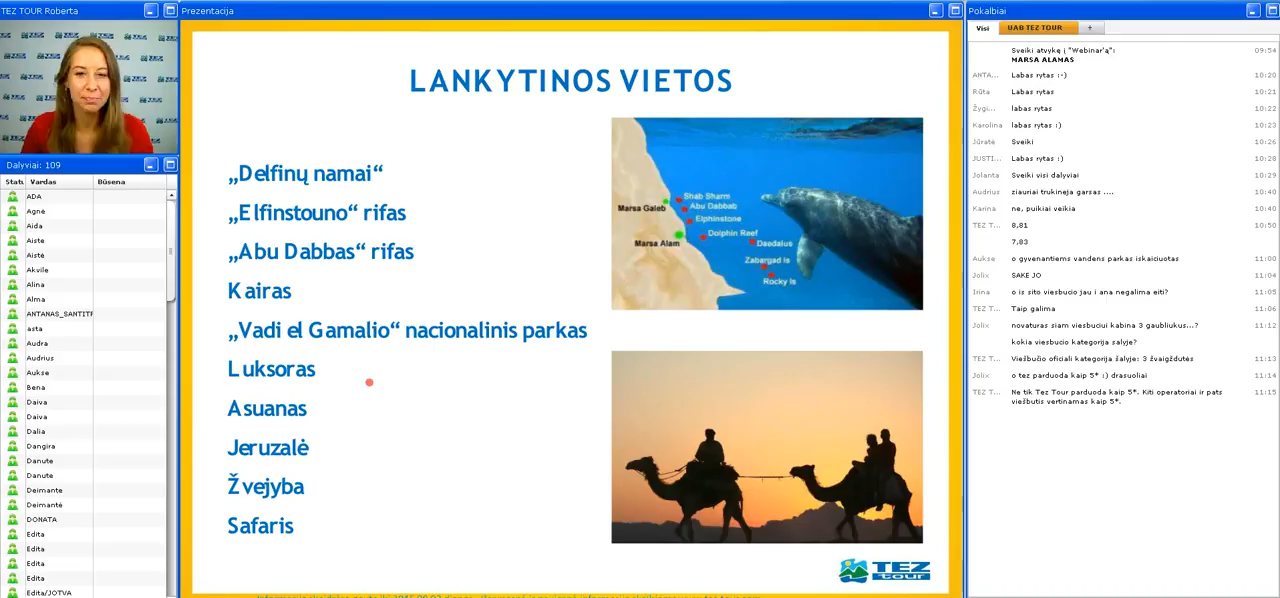 TEZ TOUR Roberta
Prezentacija
Pokalbiai
Dalyviai: 109
Vardas
Būsena
ADA
Agnė
Aida
Aiste
Aistė
Akvile
Alina
Alma
ANTANAS_SANTITR
asta
Audra
Audrius
Aukse
Bena
Daiva
Daiva
Dalia
Dangira
Danute
Danute
Deimante
Deimantė
DONATA
Edita
Edita
Edita
Edita
Edita/JOTVA
LANKYTINOS VIETOS
„Delfinų namai“
„Elfinstouno“ rifas
„Abu Dabbas“ rifas
Kairas
„Vadi el Gamalio“ nacionalinis parkas
Luksoras
Asuanas
Jeruzalė
Žvejyba
Safaris
Shab Sharm
Marsa Galeb
Abu Dabbab
Elphinstone
Dolphin Reef
Marsa Alam
Daedalus
Zabargad Is
Rocky Is
TEZ
tour
Visi
UAB TEZ TOUR
+
Sveiki atvykę į "Webinar'ą": 09:54
MARSA ALAMAS
ANTA... Labas rytas :-) 10:20
Rūta Labas rytas 10:21
Žygi... labas rytas 10:22
Karolina labas rytas :) 10:23
Jūratė Sveiki 10:26
JUSTI... Labas rytas :) 10:28
Jolanta Sveiki visi dalyviai 10:29
Audrius ziauriai trukineja garsas .... 10:40
Karina ne, puikiai veikia 10:40
TEZ T... 8,81 10:50
7,83
Aukse o gyvenantiems vandens parkas iskaiciuotas 11:00
Jolix SAKE JO 11:04
Irina o is sito viesbucio jau i ana negalima eiti? 11:05
TEZ T... Taip galima 11:06
Jolix novaturas siam viesbuciui kabina 3 gaubliukus...? 11:12
kokia viesbucio kategorija salyje?
TEZ T... Viešbučio oficiali kategorija šalyje: 3 žvaigždutės 11:13
Jolix o tez parduoda kaip 5* :) drasuoliai 11:14
TEZ T... Ne tik Tez Tour parduoda kaip 5*. Kiti operatoriai ir pats 11:15
viešbutis vertinamas kaip 5*.